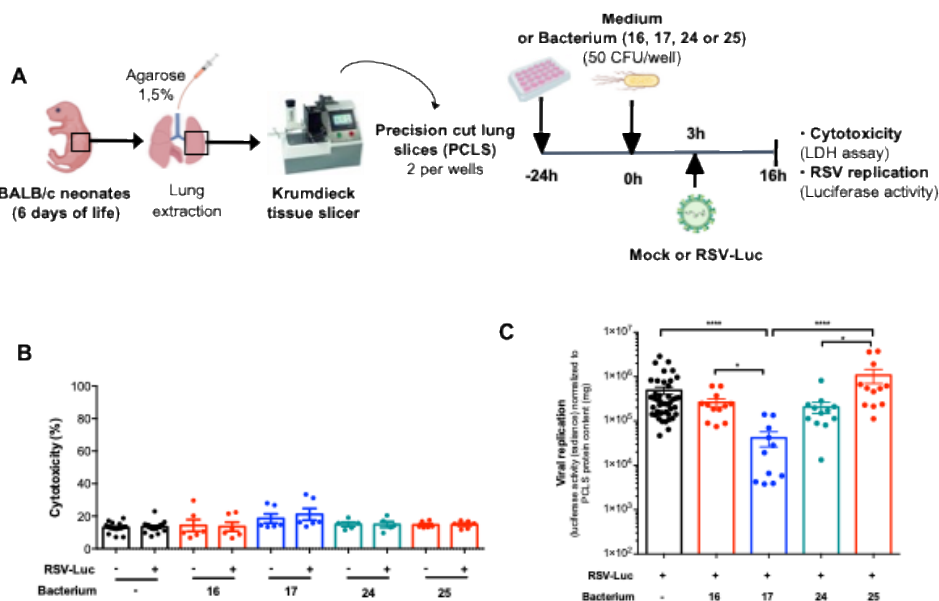 A
Agarose
1,5%
BALB/c neonates
(6 days of life)
Lung
extraction
Krumdieck
tissue slicer
Precision cut lung
slices (PCLS)
2 per wells
Medium
or Bacterium (16, 17, 24 or 25)
(50 CFU/well)
3h
-24h
0h
16h
Mock or RSV-Luc
· Cytotoxicity
(LDH assay)
· RSV replication
(Luciferase activity)
B
Cytotoxicity (%)
100
80
60
40
20
0
RSV-Luc - + - + - + - + - +
Bacterium - 16 17 24 25
C
Viral replication
(luciferase activity (radiance) normalized to
PCLS protein content (mg)
**** ****
* *
1×10⁷
1×10⁶
1×10⁵
1×10⁴
1×10³
1×10²
RSV-Luc + + + + +
Bacterium - 16 17 24 25